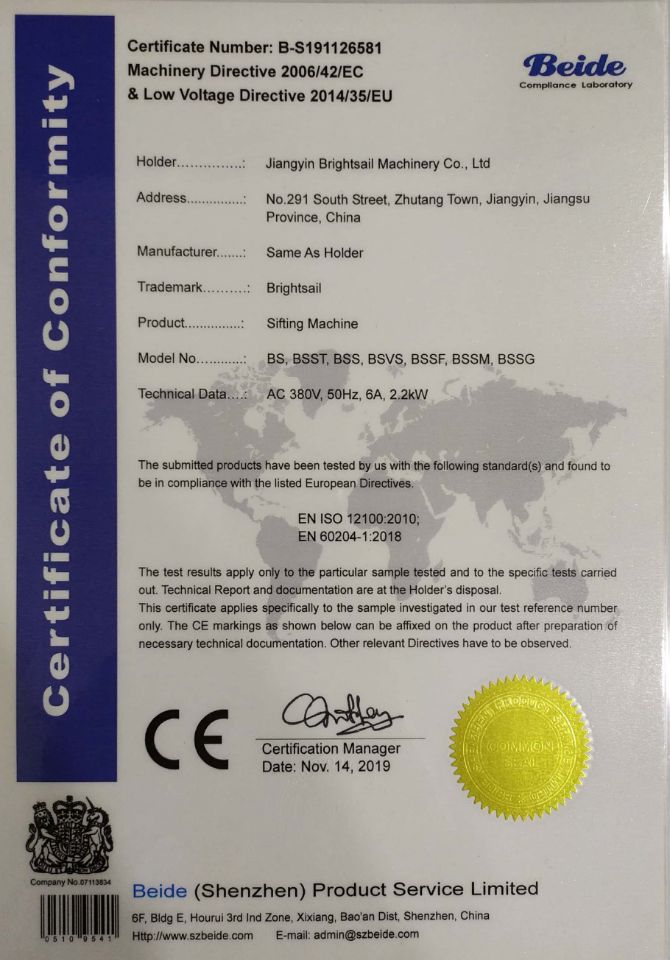 Certificate of Conformity
Certificate Number: B-S191126581
Machinery Directive 2006/42/EC
& Low Voltage Directive 2014/35/EU
Beide
Compliance Laboratory
Holder...............: Jiangyin Brightsail Machinery Co., Ltd
Address..............: No.291 South Street, Zhutang Town, Jiangyin, Jiangsu
Province, China
Manufacturer.......: Same As Holder
Trademark..........: Brightsail
Product...............: Sifting Machine
Model No............: BS, BSST, BSS, BSVS, BSSF, BSSM, BSSG
Technical Data....: AC 380V, 50Hz, 6A, 2.2kW
The submitted products have been tested by us with the following standard(s) and found to
be in compliance with the listed European Directives.
EN ISO 12100:2010;
EN 60204-1:2018
The test results apply only to the particular sample tested and to the specific tests carried
out. Technical Report and documentation are at the Holder's disposal.
This certificate applies specifically to the sample investigated in our test reference number
only. The CE markings as shown below can be affixed on the product after preparation of
necessary technical documentation. Other relevant Directives have to be observed.
CE
Certification Manager
Date: Nov. 14, 2019
COMMON
SEAL
Company No.07113834
05109541
Beide (Shenzhen) Product Service Limited
6F, Bldg E, Hourui 3rd Ind Zone, Xixiang, Bao'an Dist, Shenzhen, China
Http://www.szbeide.com E-mail: admin@szbeide.com